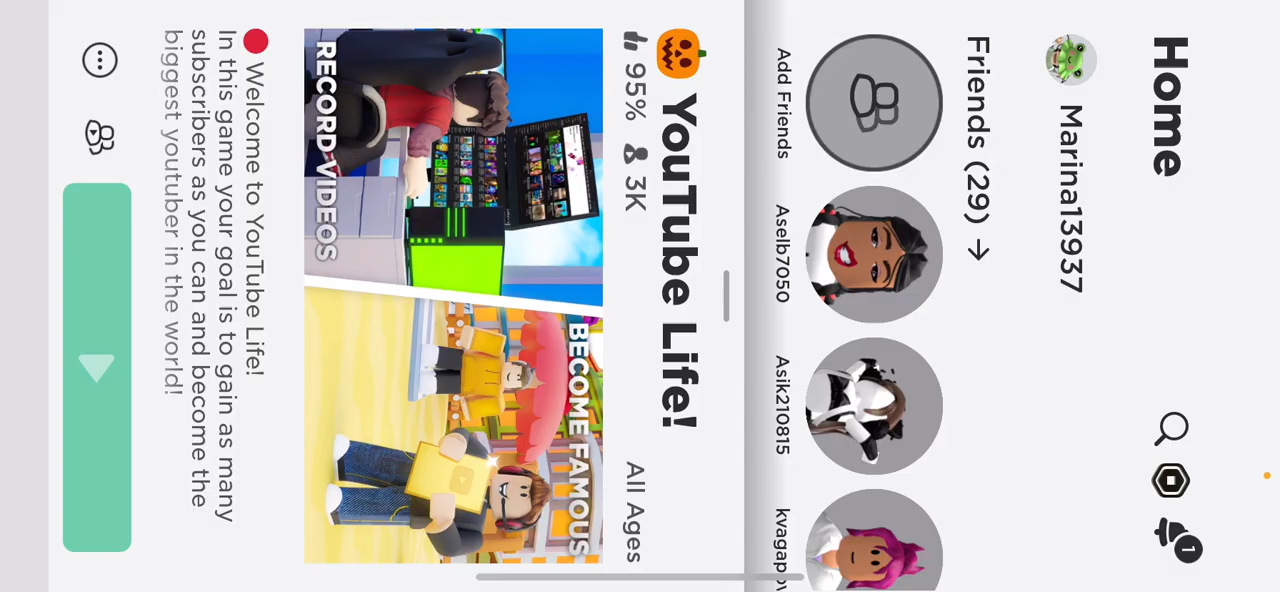 Home
1
Marina13937
Friends (29) →
Add Friends
Aselb7050
Asik210815
🎃 YouTube Life!
95% 3K
All Ages
RECORD VIDEOS
BECOME FAMOUS
🔴 Welcome to YouTube Life!
In this game your goal is to gain as many
subscribers as you can and become the
biggest youtuber in the world!